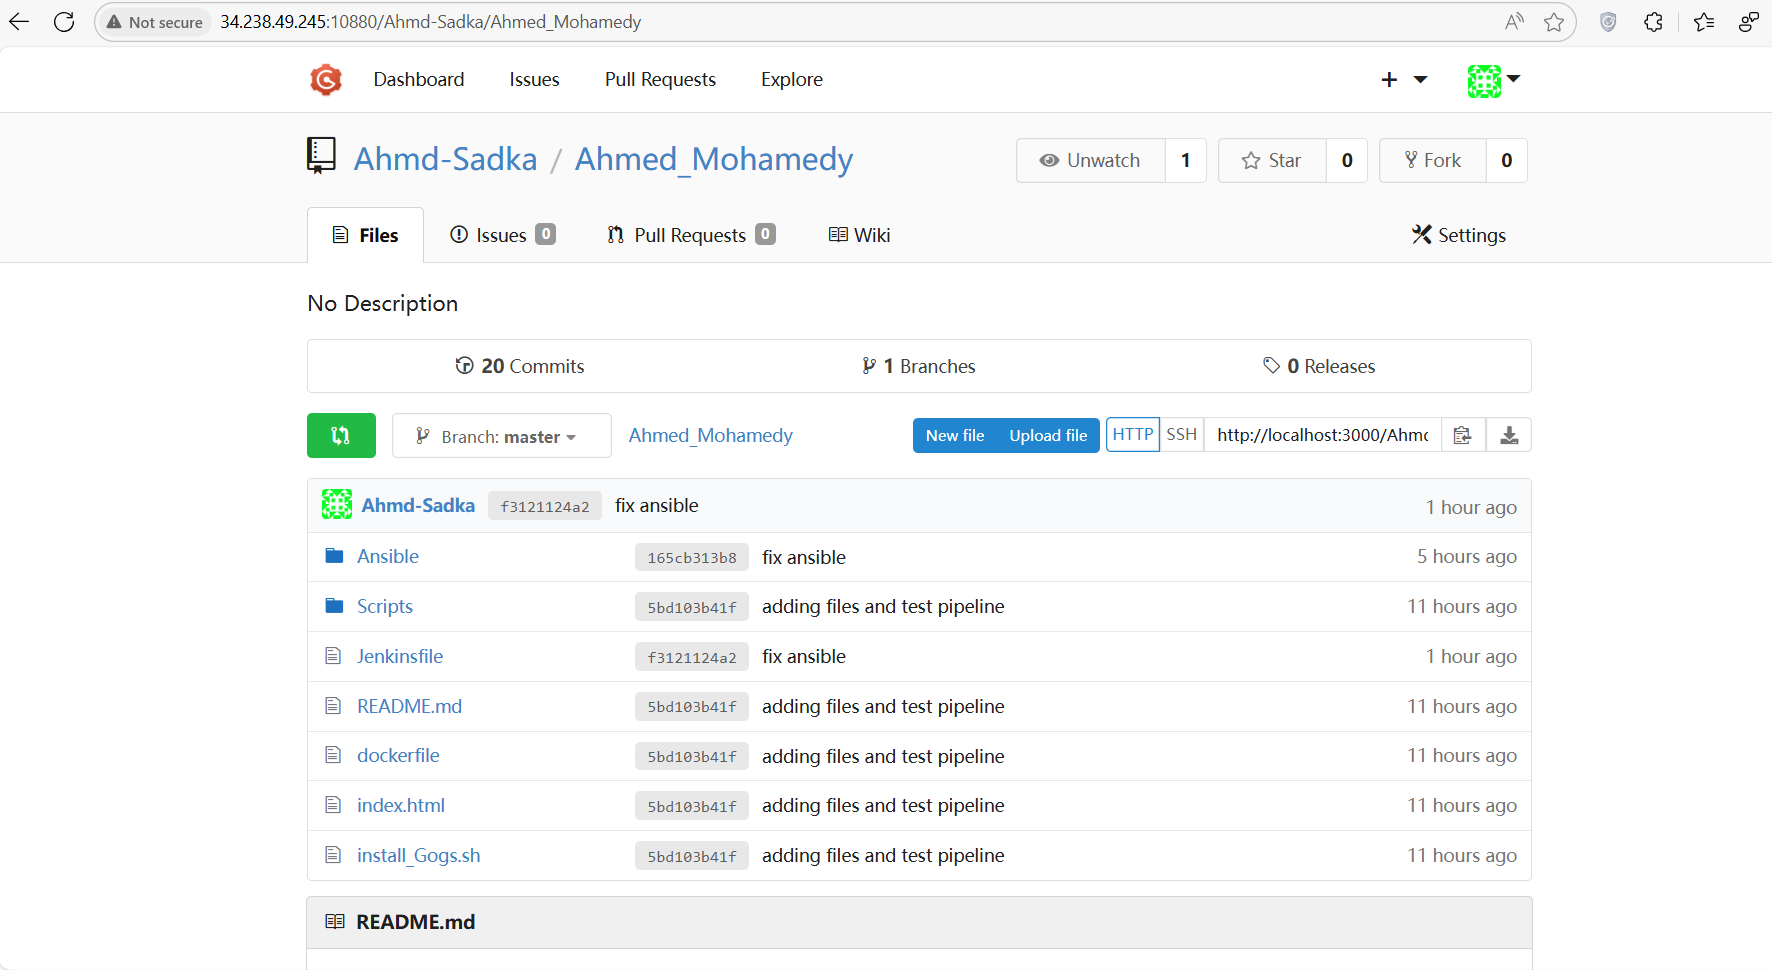 Not secure 34.238.49.245:10880/Ahmd-Sadka/Ahmed_Mohamedy
Dashboard Issues Pull Requests Explore
Ahmd-Sadka / Ahmed_Mohamedy Unwatch 1 Star 0 Fork 0
Files Issues 0 Pull Requests 0 Wiki Settings
No Description
20 Commits 1 Branches 0 Releases
Branch: master Ahmed_Mohamedy New file Upload file HTTP SSH http://localhost:3000/Ahmd
Ahmd-Sadka f3121124a2 fix ansible 1 hour ago
Ansible 165cb313b8 fix ansible 5 hours ago
Scripts 5bd103b41f adding files and test pipeline 11 hours ago
Jenkinsfile f3121124a2 fix ansible 1 hour ago
README.md 5bd103b41f adding files and test pipeline 11 hours ago
dockerfile 5bd103b41f adding files and test pipeline 11 hours ago
index.html 5bd103b41f adding files and test pipeline 11 hours ago
install_Gogs.sh 5bd103b41f adding files and test pipeline 11 hours ago
README.md